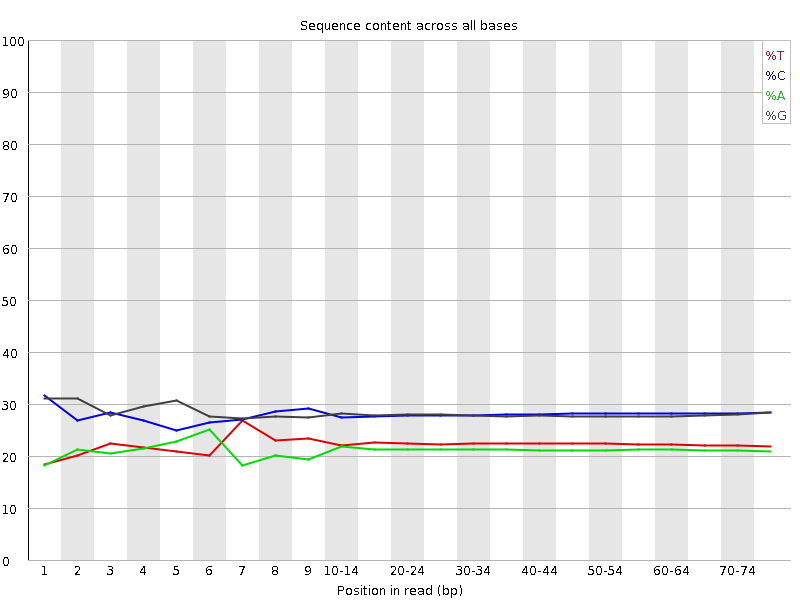 Sequence content across all bases
%T
%C
%A
%G
100
90
80
70
60
50
40
30
20
10
0
1 2 3 4 5 6 7 8 9 10-14 20-24 30-34 40-44 50-54 60-64 70-74
Position in read (bp)